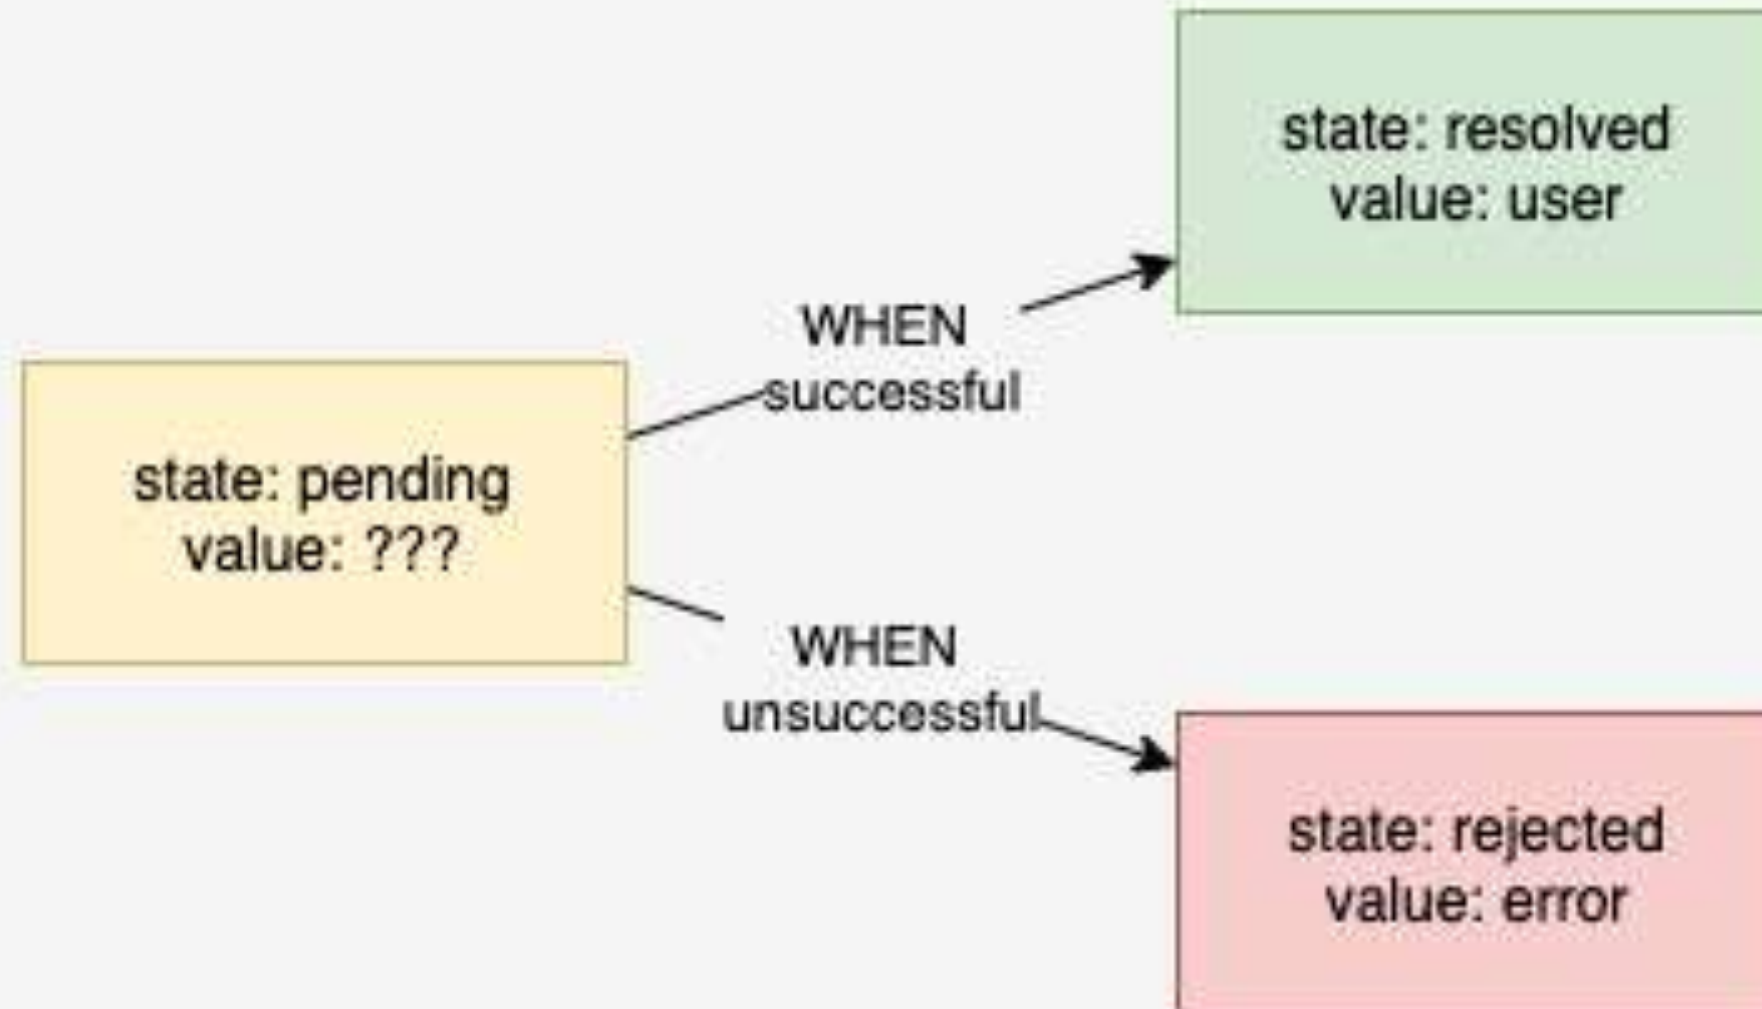 state: resolved
value: user
WHEN
successful
state: pending
value: ???
WHEN
unsuccessful
state: rejected
value: error